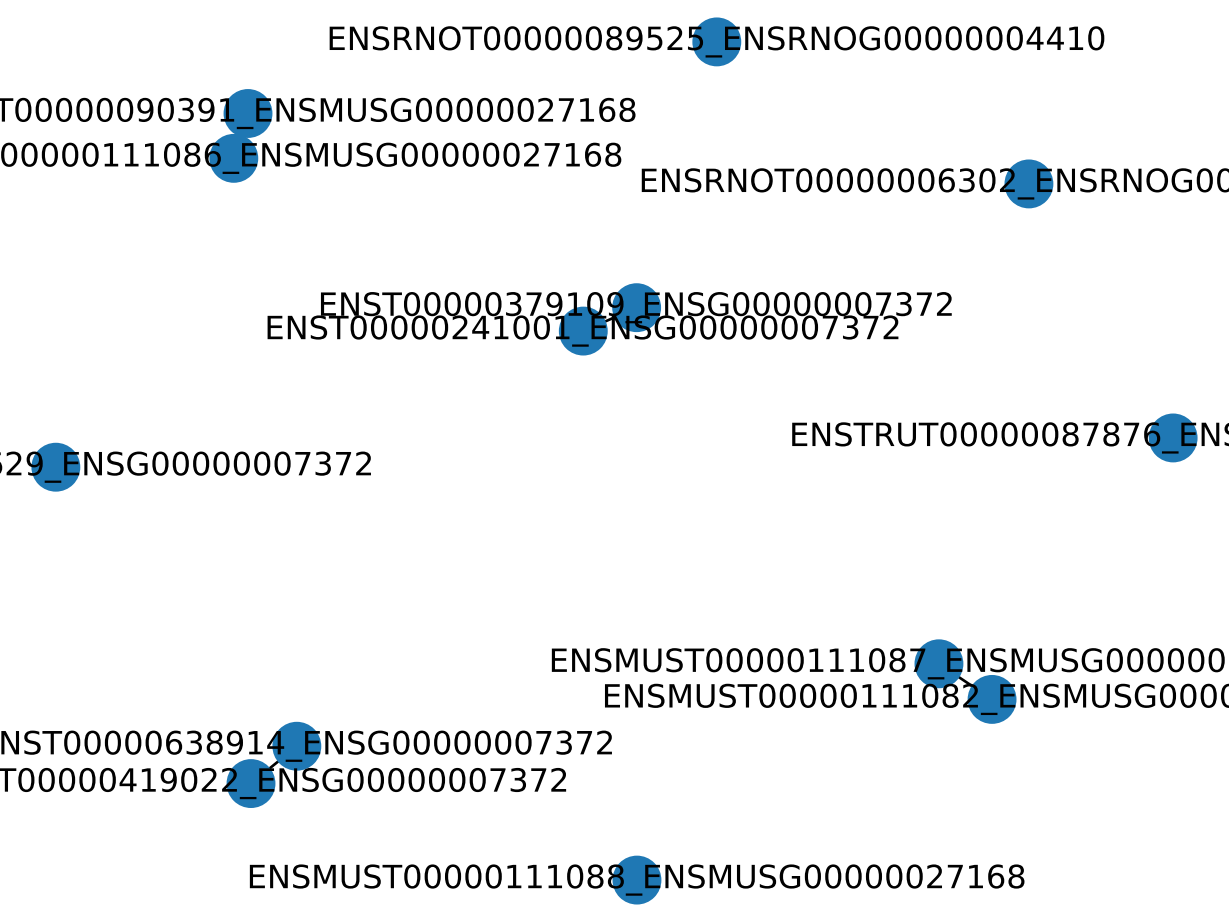 ENSRNOT00000089525_ENSRNOG00000004410
T00000090391_ENSMUSG00000027168
00000111086_ENSMUSG00000027168
ENSRNOT00000006302_ENSRNOG00
ENST00000379109_ENSG00000007372
ENST00000241001_ENSG00000007372
ENSTRUT00000087876_ENS
529_ENSG00000007372
ENSMUST00000111087_ENSMUSG000000
ENSMUST00000111082_ENSMUSG0000
NST00000638914_ENSG00000007372
T00000419022_ENSG00000007372
ENSMUST00000111088_ENSMUSG00000027168